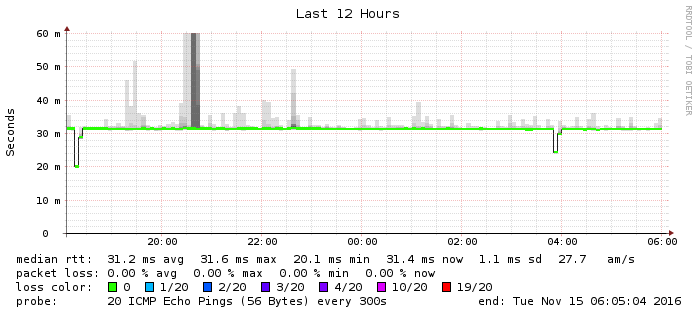 Last 12 Hours
RRDTOOL / TOBI OETIKER
60 m
50 m
40 m
30 m
20 m
10 m
0
Seconds
20:00 22:00 00:00 02:00 04:00 06:00
median rtt: 31.2 ms avg 31.6 ms max 20.1 ms min 31.4 ms now 1.1 ms sd 27.7 am/s
packet loss: 0.00 % avg 0.00 % max 0.00 % min 0.00 % now
loss color: 0 1/20 2/20 3/20 4/20 10/20 19/20
probe: 20 ICMP Echo Pings (56 Bytes) every 300s end: Tue Nov 15 06:05:04 2016